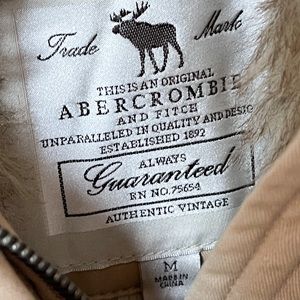 Trade Mark
THIS IS AN ORIGINAL
ABERCROMBIE
AND FITCH
UNPARALLELED IN QUALITY AND DESIG
ESTABLISHED 1892
ALWAYS
Guaranteed
RN NO.75654
AUTHENTIC VINTAGE
M
MADE IN
CHINA